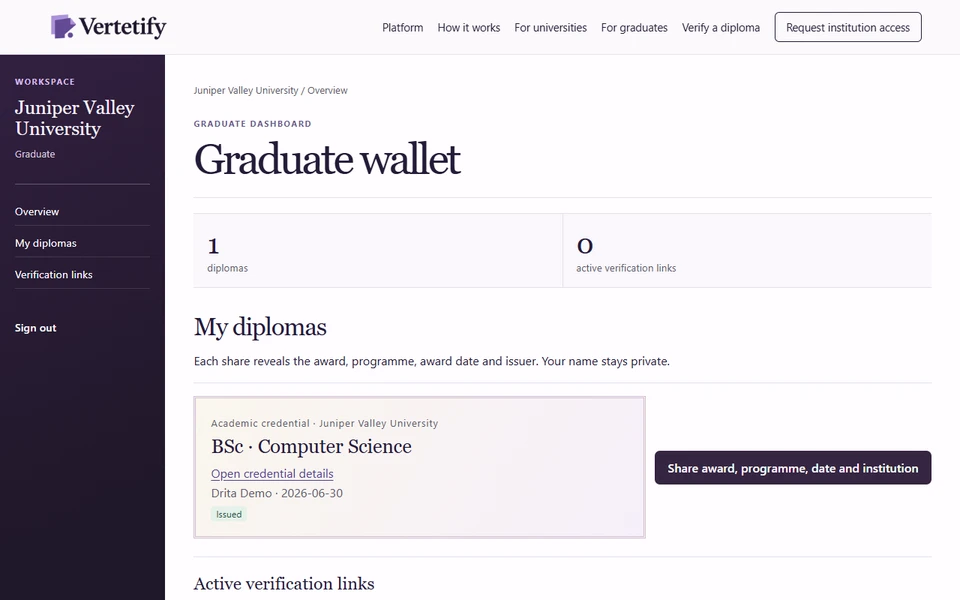 Vertetify
Platform
How it works
For universities
For graduates
Verify a diploma
Request institution access
WORKSPACE
Juniper Valley
University
Graduate
Overview
My diplomas
Verification links
Sign out
Juniper Valley University / Overview
GRADUATE DASHBOARD
Graduate wallet
1
diplomas
0
active verification links
My diplomas
Each share reveals the award, programme, award date and issuer. Your name stays private.
Academic credential · Juniper Valley University
BSc · Computer Science
Open credential details
Drita Demo · 2026-06-30
Issued
Share award, programme, date and institution
Active verification links